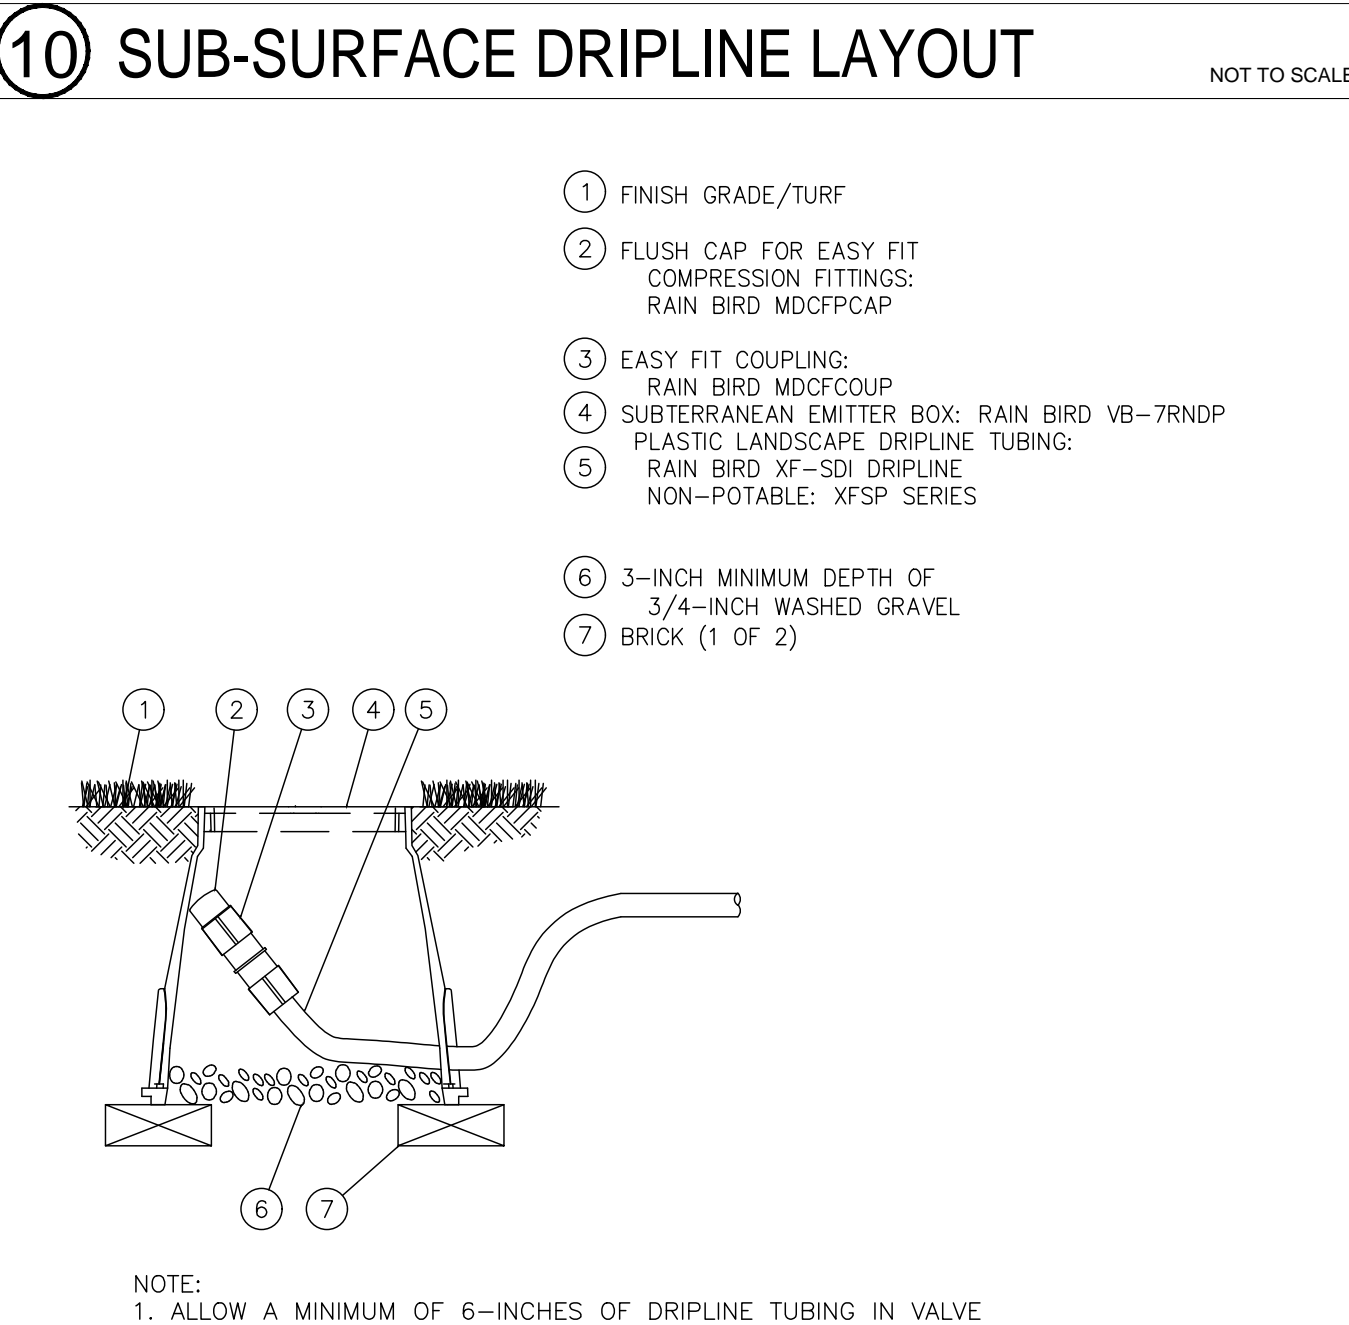 10 SUB-SURFACE DRIPLINE LAYOUT
NOT TO SCALE
1 FINISH GRADE/TURF
2 FLUSH CAP FOR EASY FIT
COMPRESSION FITTINGS:
RAIN BIRD MDCFPCAP
3 EASY FIT COUPLING:
RAIN BIRD MDCFCOUP
4 SUBTERRANEAN EMITTER BOX: RAIN BIRD VB-7RNDP
PLASTIC LANDSCAPE DRIPLINE TUBING:
5 RAIN BIRD XF-SDI DRIPLINE
NON-POTABLE: XFSP SERIES
6 3-INCH MINIMUM DEPTH OF
3/4-INCH WASHED GRAVEL
7 BRICK (1 OF 2)
1 2 3 4 5
6 7
NOTE:
1. ALLOW A MINIMUM OF 6-INCHES OF DRIPLINE TUBING IN VALVE